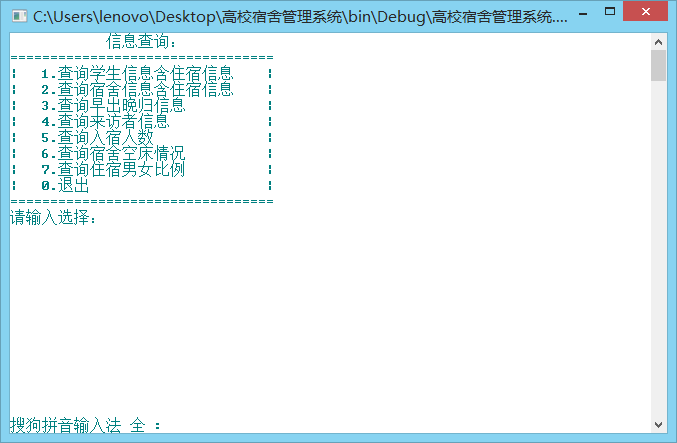 C:\Users\lenovo\Desktop\高校宿舍管理系统\bin\Debug\高校宿舍管理系统....
信息查询：
=================================
¦ 1.查询学生信息含住宿信息 ¦
¦ 2.查询宿舍信息含住宿信息 ¦
¦ 3.查询早出晚归信息 ¦
¦ 4.查询来访者信息 ¦
¦ 5.查询入宿人数 ¦
¦ 6.查询宿舍空床情况 ¦
¦ 7.查询住宿男女比例 ¦
¦ 0.退出 ¦
=================================
请输入选择：
搜狗拼音输入法 全 ：